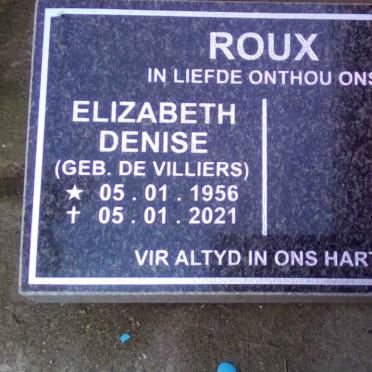 ROUX
IN LIEFDE ONTHOU ONS
ELIZABETH
DENISE
(GEB. DE VILLIERS)
★ 05 . 01 . 1956
✝ 05 . 01 . 2021
VIR ALTYD IN ONS HART